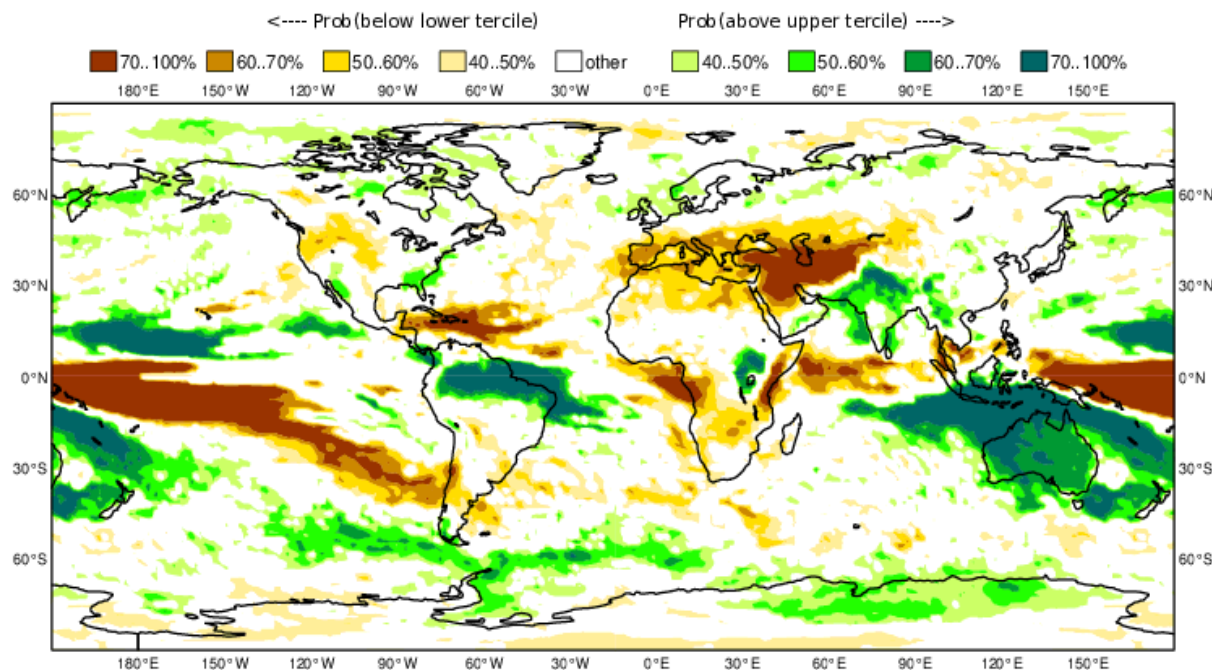 <---- Prob(below lower tercile) Prob(above upper tercile) ---->
70..100% 60..70% 50..60% 40..50% other 40..50% 50..60% 60..70% 70..100%
180°E 150°W 120°W 90°W 60°W 30°W 0°E 30°E 60°E 90°E 120°E 150°E
60°N 60°N
30°N 30°N
0°N 0°N
30°S 30°S
60°S 60°S
180°E 150°W 120°W 90°W 60°W 30°W 0°E 30°E 60°E 90°E 120°E 150°E